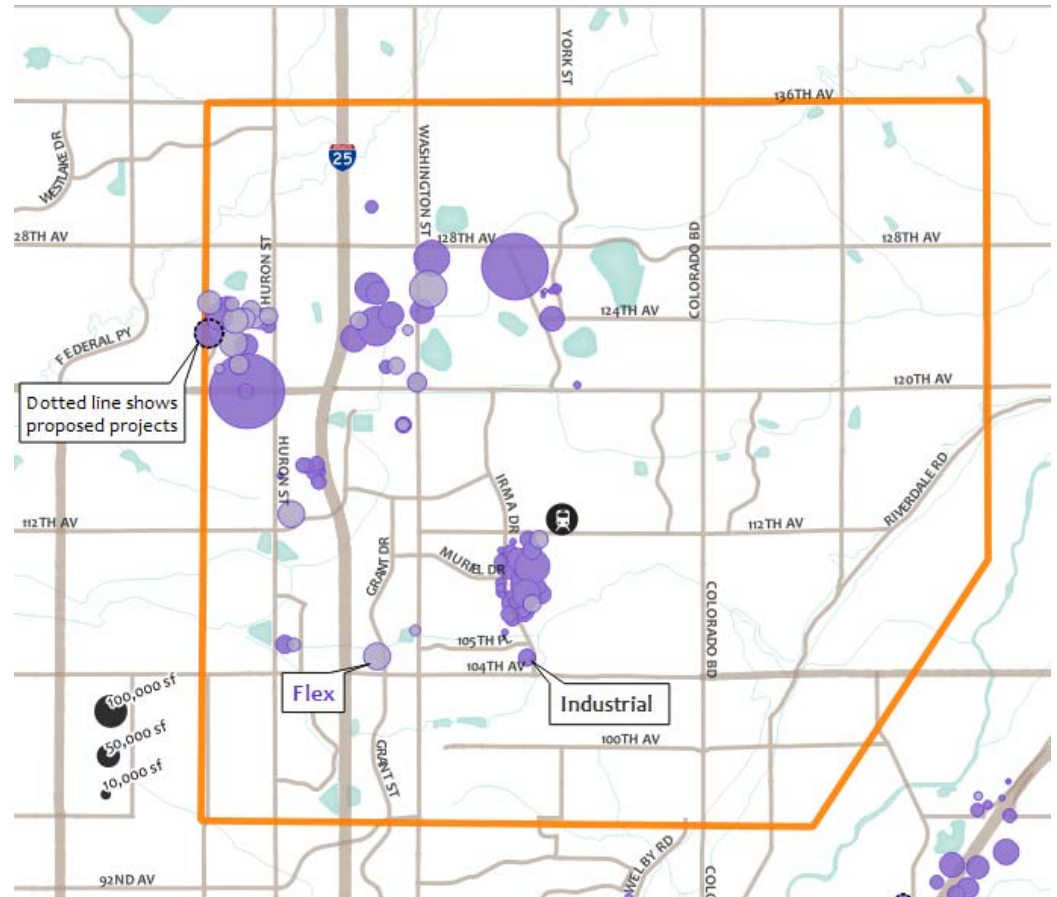 YORK ST
136TH AV
WESTLAKE DR
25
WASHINGTON ST
28TH AV
HURON ST
128TH AV
COLORADO BD
128TH AV
124TH AV
FEDERAL PY
120TH AV
Dotted line shows
proposed projects
HURON ST
IRMA DR
RIVERDALE RD
112TH AV
112TH AV
GRANT DR
MURIEL DR
COLORADO BD
105TH PL
104TH AV
Flex
Industrial
100,000 sf
50,000 sf
10,000 sf
100TH AV
GRANT ST
WELBY RD
COLO
92ND AV